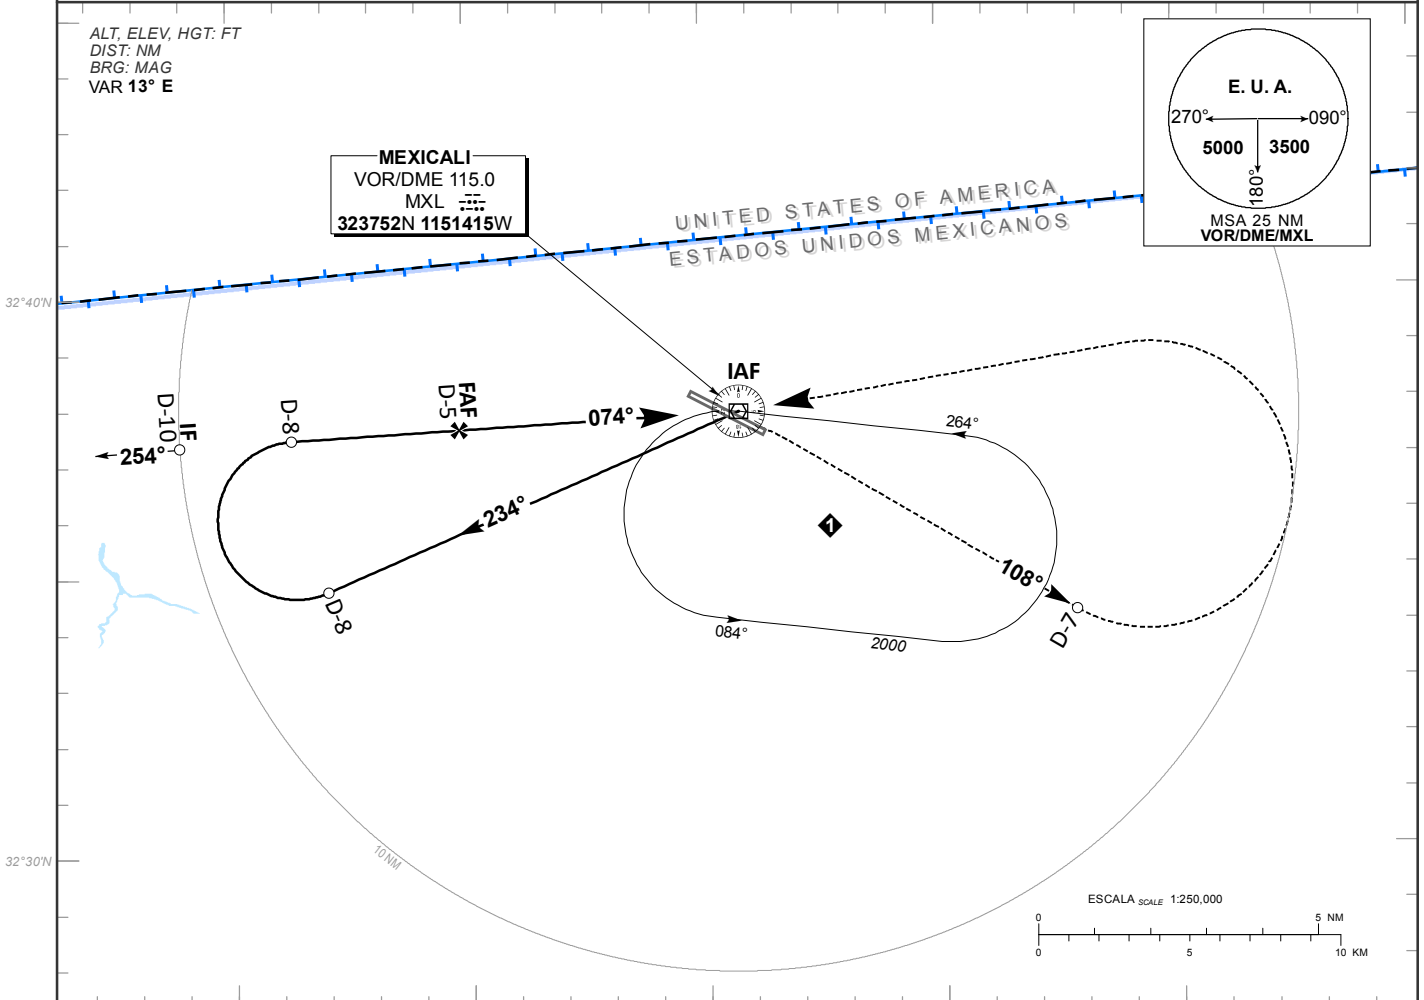 ALT, ELEV, HGT: FT
DIST: NM
BRG: MAG
VAR 13° E
E. U. A.
270°
090°
5000
3500
180°
MSA 25 NM
VOR/DME/MXL
MEXICALI
VOR/DME 115.0
MXL
323752N 1151415W
UNITED STATES OF AMERICA
ESTADOS UNIDOS MEXICANOS
32°40'N
IAF
D-10
IF
254°
D-8
D-5
FAF
074°
264°
234°
1
108°
D-8
D-7
084°
2000
32°30'N
10 NM
ESCALA SCALE 1:250,000
0
5 NM
0
5
10 KM